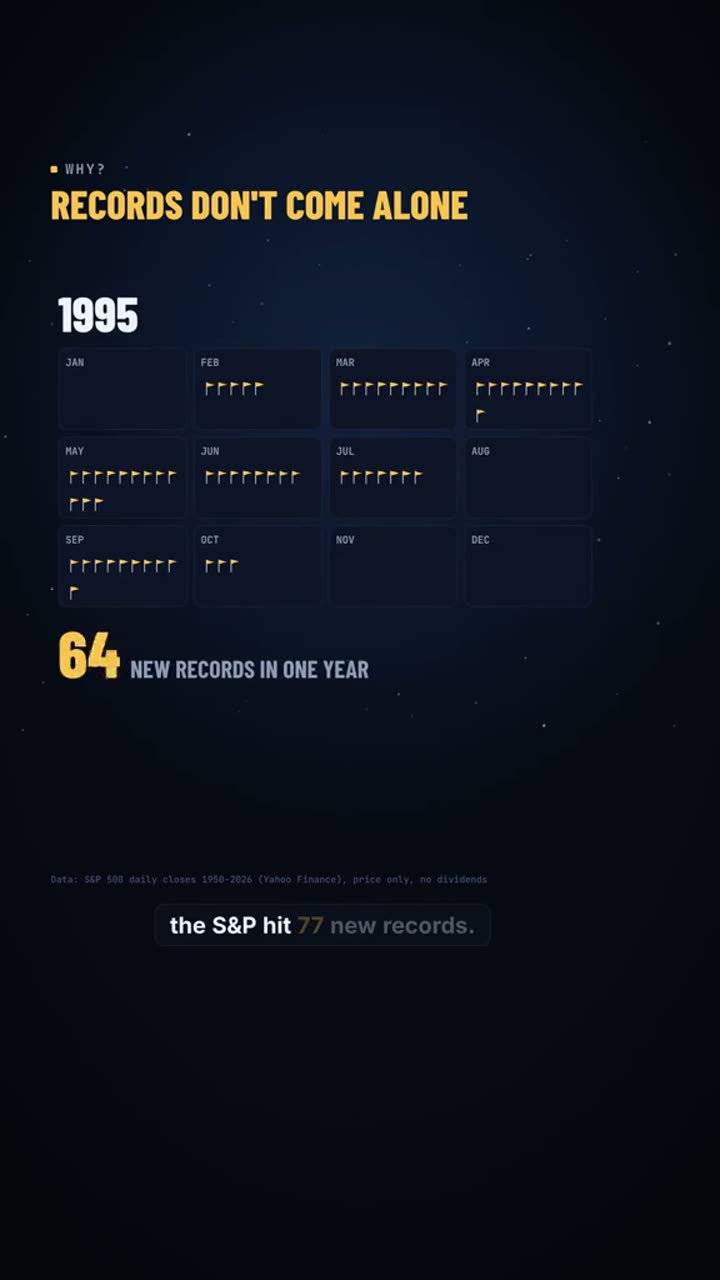 WHY?
RECORDS DON'T COME ALONE
1995
JAN FEB MAR APR
MAY JUN JUL AUG
SEP OCT NOV DEC
64 NEW RECORDS IN ONE YEAR
Data: S&P 500 daily closes 1950-2026 (Yahoo Finance), price only, no dividends
the S&P hit 77 new records.